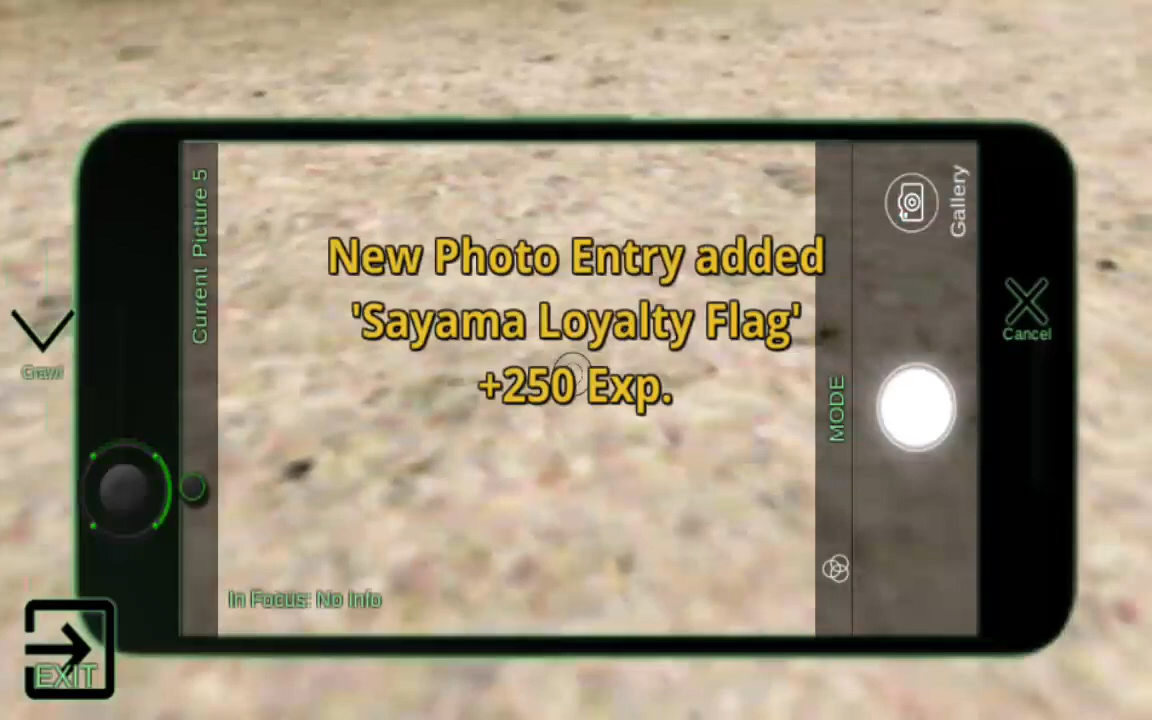 New Photo Entry added
'Sayama Loyalty Flag'
+250 Exp.
Current Picture 5
Gallery
Cancel
Crawl
MODE
In Focus: No Info
EXIT